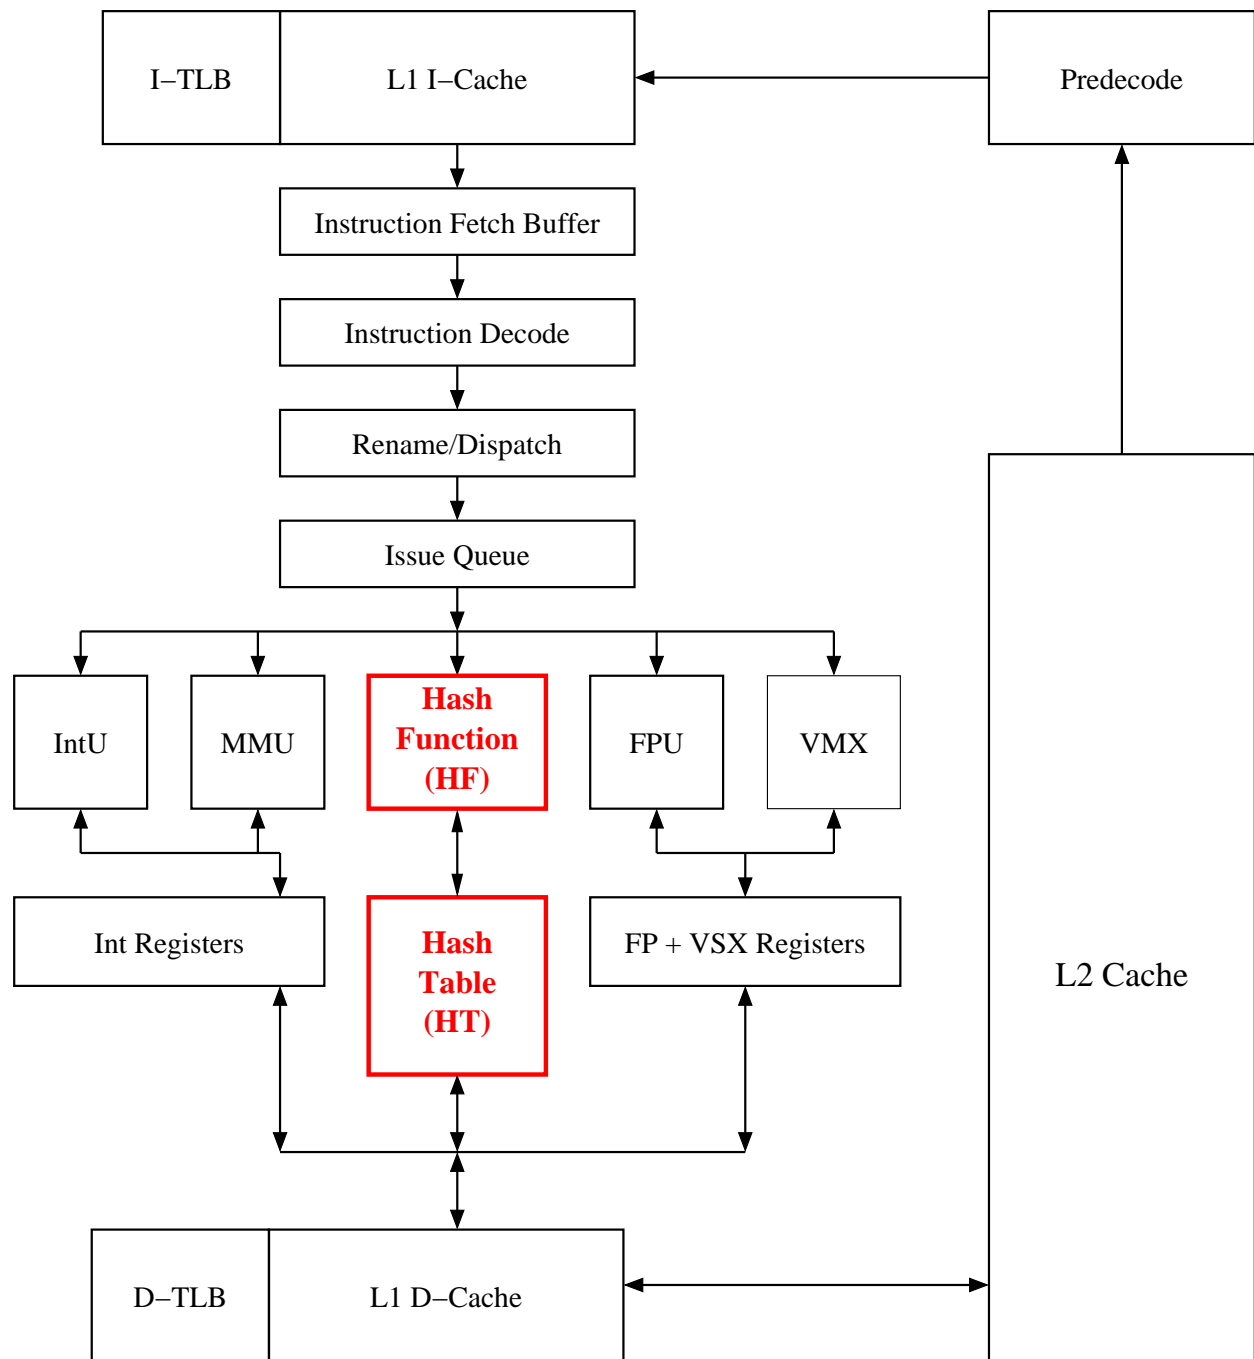 I−TLB
L1 I−Cache
Predecode
Instruction Fetch Buffer
Instruction Decode
Rename/Dispatch
Issue Queue
IntU
MMU
Hash
Function
(HF)
FPU
VMX
Int Registers
Hash
Table
(HT)
FP + VSX Registers
L2 Cache
D−TLB
L1 D−Cache